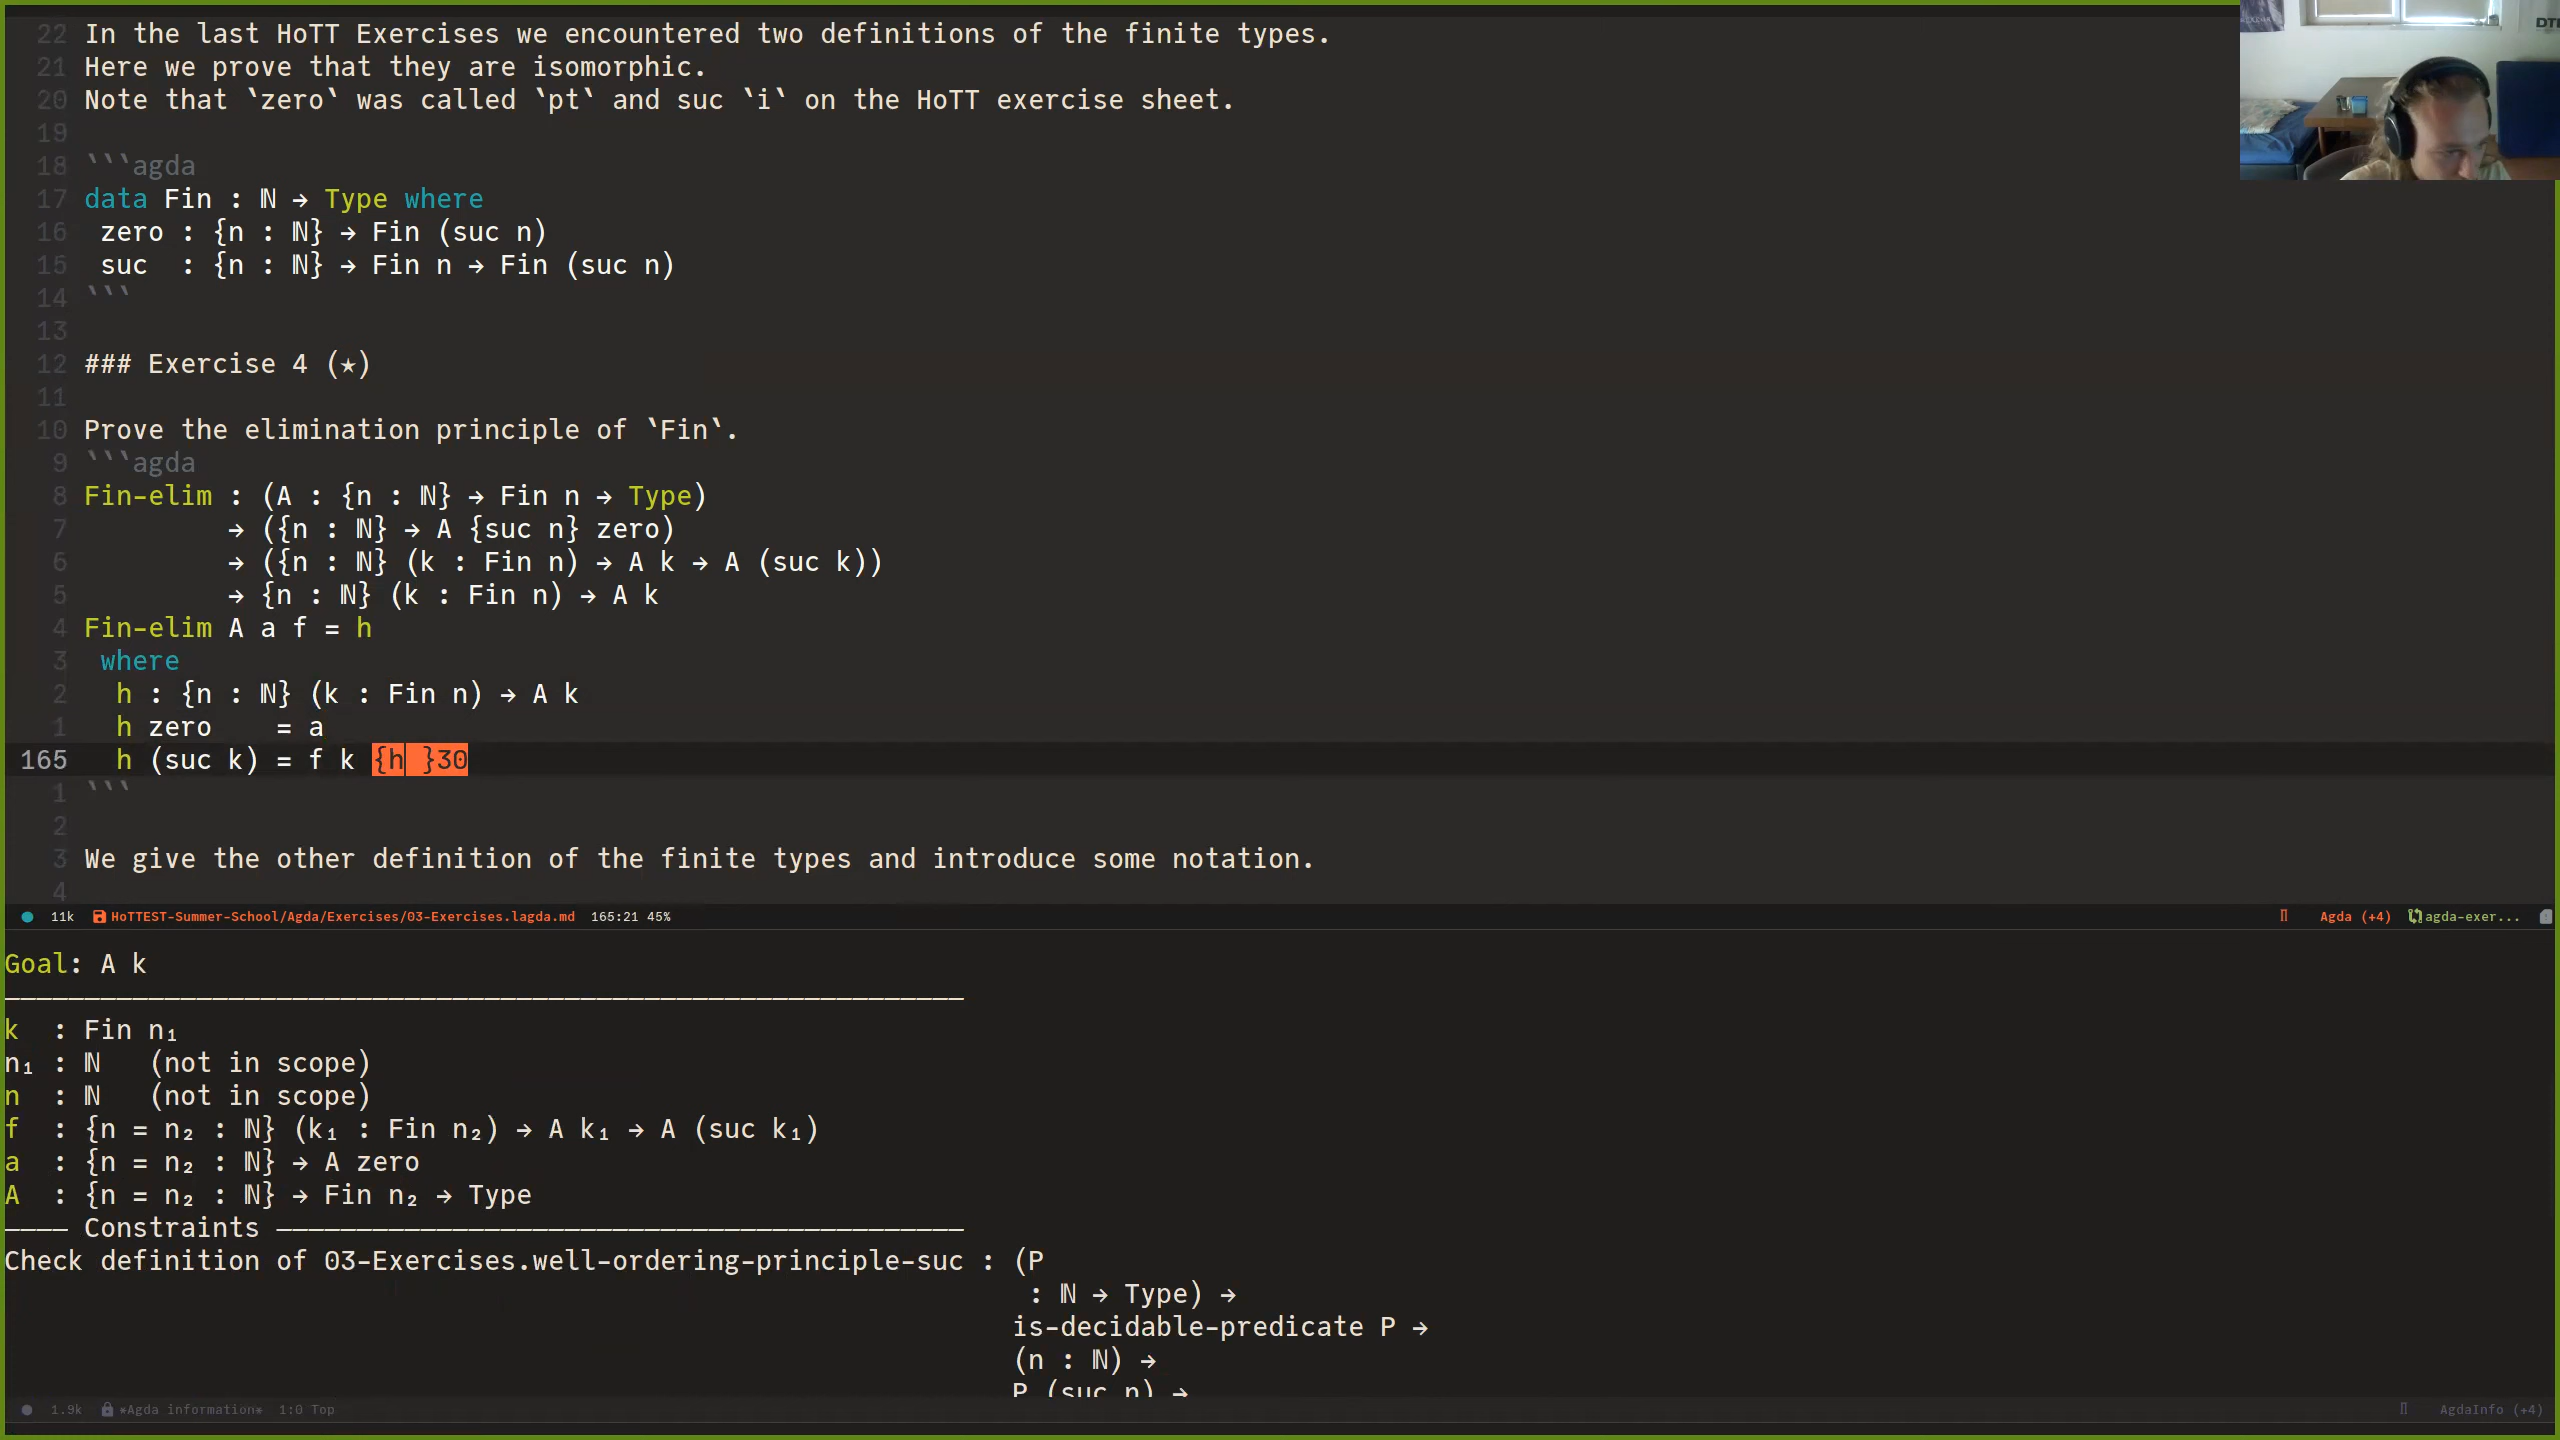 22 In the last HoTT Exercises we encountered two definitions of the finite types.
21 Here we prove that they are isomorphic.
20 Note that `zero` was called `pt` and suc `i` on the HoTT exercise sheet.
19
18 ```agda
17 data Fin : ℕ → Type where
16  zero : {n : ℕ} → Fin (suc n)
15  suc  : {n : ℕ} → Fin n → Fin (suc n)
14 ```
13
12 ### Exercise 4 (★)
11
10 Prove the elimination principle of `Fin`.
9 ```agda
8 Fin-elim : (A : {n : ℕ} → Fin n → Type)
7          → ({n : ℕ} → A {suc n} zero)
6          → ({n : ℕ} (k : Fin n) → A k → A (suc k))
5          → {n : ℕ} (k : Fin n) → A k
4 Fin-elim A a f = h
3  where
2   h : {n : ℕ} (k : Fin n) → A k
1   h zero    = a
165   h (suc k) = f k {h }30
1 ```
2
3 We give the other definition of the finite types and introduce some notation.
4
11k HoTTEST-Summer-School/Agda/Exercises/03-Exercises.lagda.md 165:21 45% Agda (+4) agda-exer...
Goal: A k
k  : Fin n₁
n₁ : ℕ   (not in scope)
n  : ℕ   (not in scope)
f  : {n = n₂ : ℕ} (k₁ : Fin n₂) → A k₁ → A (suc k₁)
a  : {n = n₂ : ℕ} → A zero
A  : {n = n₂ : ℕ} → Fin n₂ → Type
———— Constraints ————
Check definition of 03-Exercises.well-ordering-principle-suc : (P
: ℕ → Type) →
is-decidable-predicate P →
(n : ℕ) →
P (suc n) →
1.9k *Agda information* 1:0 Top AgdaInfo (+4)